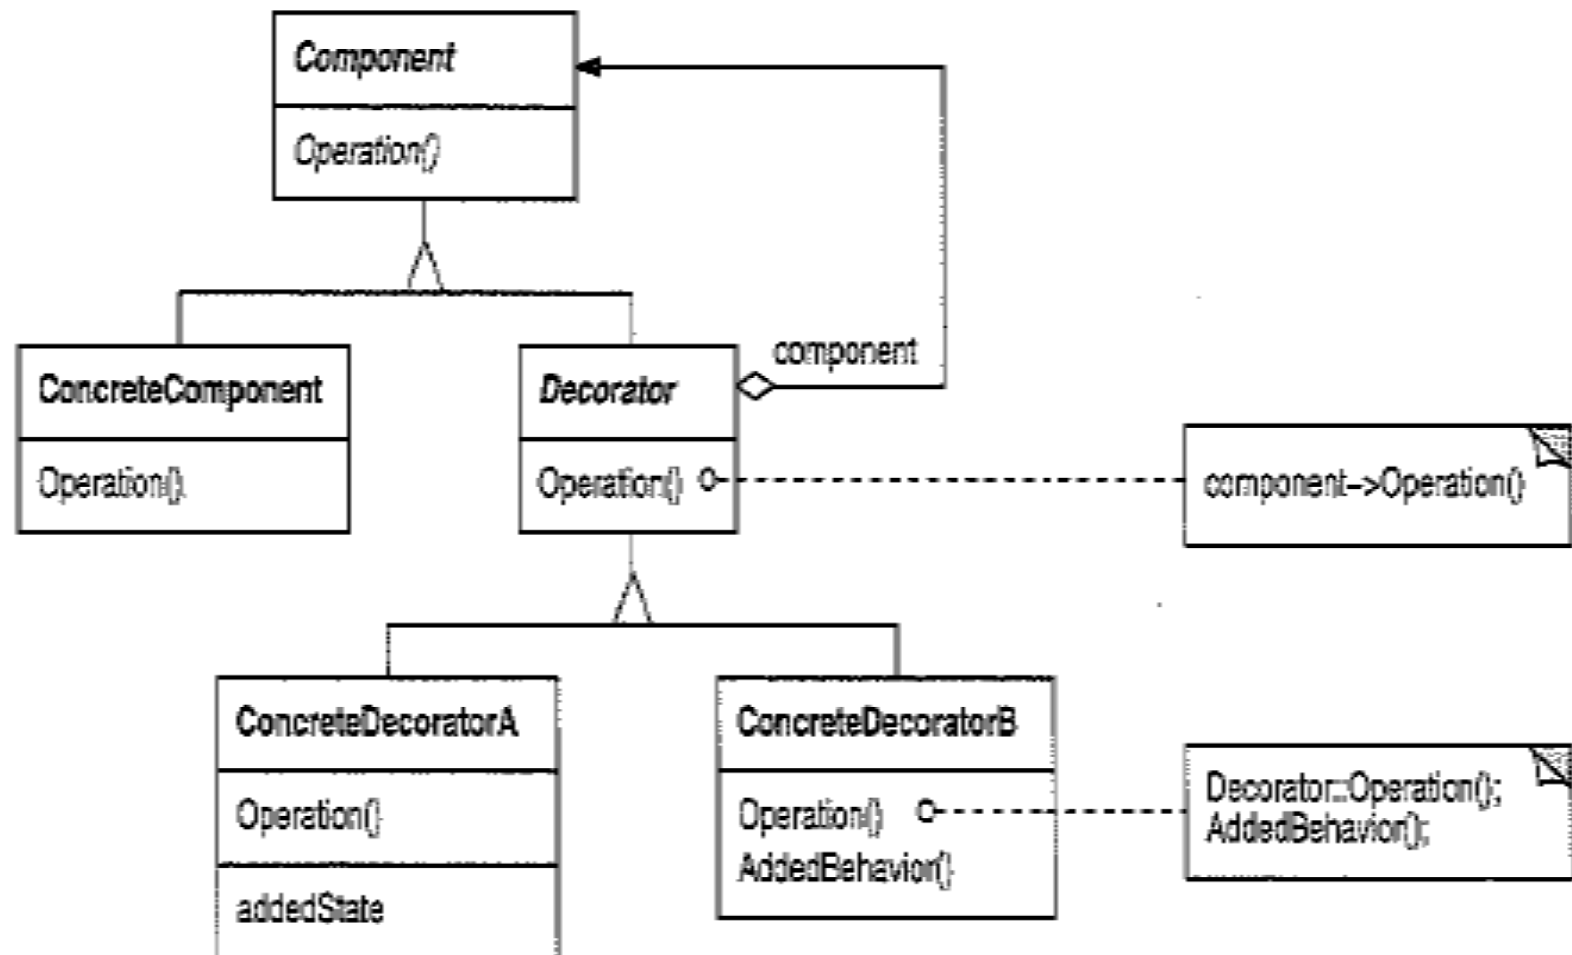 Component
Operation()
component
ConcreteComponent
Operation()
Decorator
Operation()
component->Operation()
ConcreteDecoratorA
Operation()
addedState
ConcreteDecoratorB
Operation()
AddedBehavior()
Decorator::Operation();
AddedBehavior();